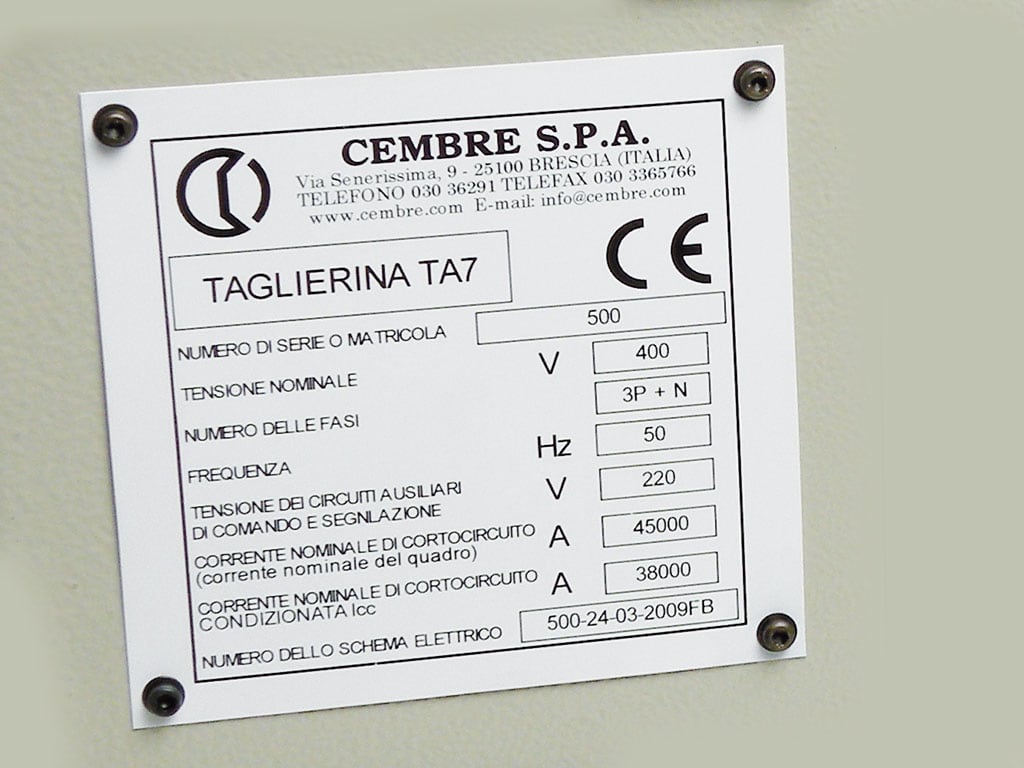 CEMBRE S.P.A.
Via Senerissima, 9 - 25100 BRESCIA (ITALIA)
TELEFONO 030 36291 TELEFAX 030 3365766
www.cembre.com E-mail: info@cembre.com
CE
TAGLIERINA TA7
NUMERO DI SERIE O MATRICOLA 500
TENSIONE NOMINALE V 400
NUMERO DELLE FASI 3P + N
FREQUENZA Hz 50
TENSIONE DEI CIRCUITI AUSILIARI V 220
DI COMANDO E SEGNLAZIONE
CORRENTE NOMINALE DI CORTOCIRCUITO A 45000
(corrente nominale del quadro)
CORRENTE NOMINALE DI CORTOCIRCUITO A 38000
CONDIZIONATA Icc
NUMERO DELLO SCHEMA ELETTRICO 500-24-03-2009FB